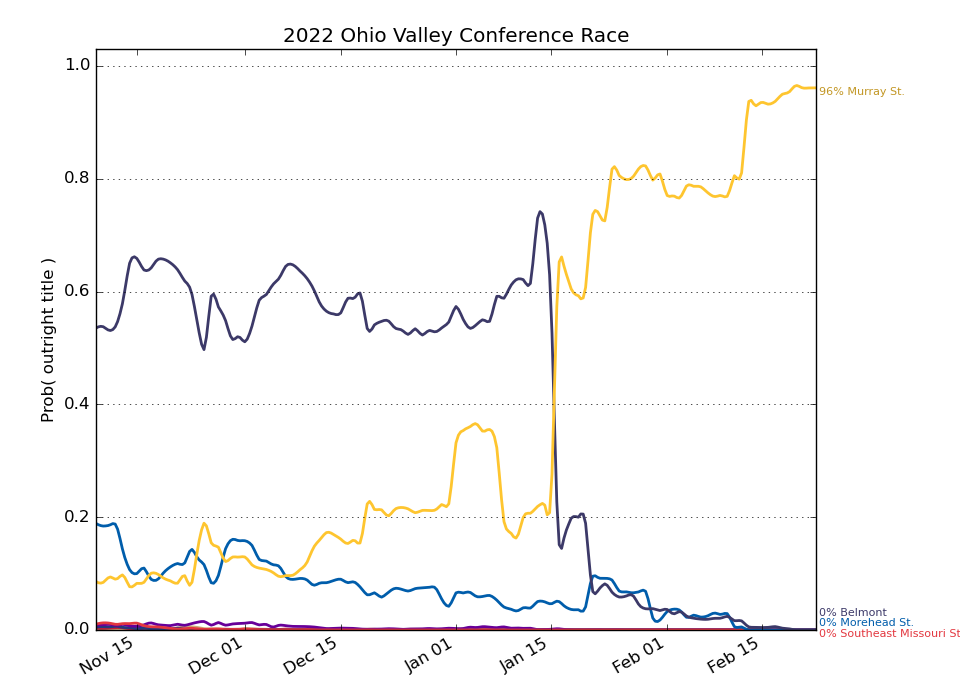 2022 Ohio Valley Conference Race
Prob( outright title )
1.0
0.8
0.6
0.4
0.2
0.0
Nov 15
Dec 01
Dec 15
Jan 01
Jan 15
Feb 01
Feb 15
96% Murray St.
0% Belmont
0% Morehead St.
0% Southeast Missouri St